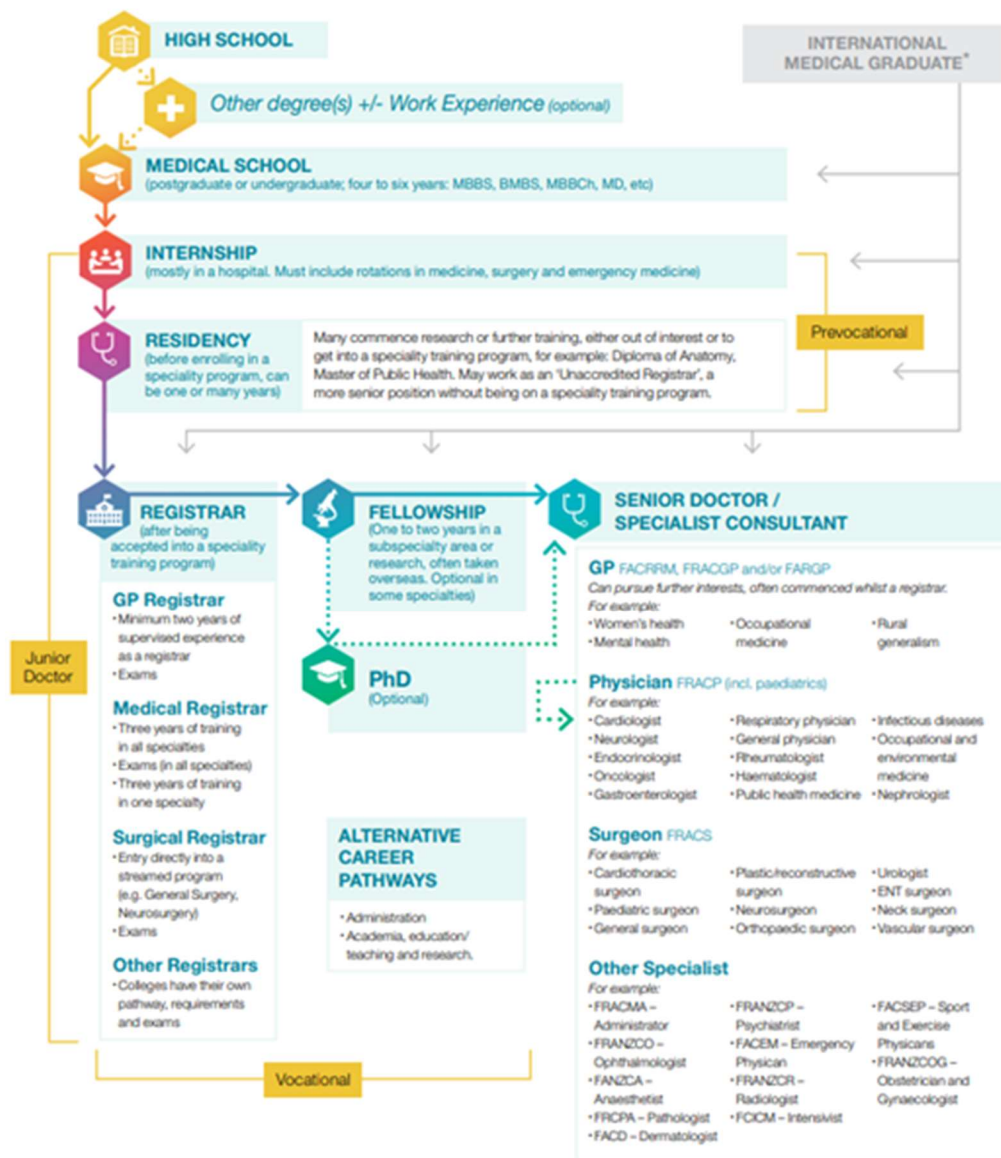 HIGH SCHOOL
INTERNATIONAL
MEDICAL GRADUATE*
Other degree(s) +/- Work Experience (optional)
MEDICAL SCHOOL
(postgraduate or undergraduate; four to six years: MBBS, BMBS, MBBCh, MD, etc)
INTERNSHIP
(mostly in a hospital. Must include rotations in medicine, surgery and emergency medicine)
Prevocational
RESIDENCY
(before enrolling in a
speciality program, can
be one or many years)
Many commence research or further training, either out of interest or to
get into a speciality training program, for example: Diploma of Anatomy,
Master of Public Health. May work as an 'Unaccredited Registrar', a
more senior position without being on a speciality training program.
Junior
Doctor
REGISTRAR
(after being
accepted into a speciality
training program)
GP Registrar
• Minimum two years of
supervised experience
as a registrar
• Exams
Medical Registrar
• Three years of training
in all specialties
• Exams (in all specialties)
• Three years of training
in one specialty
Surgical Registrar
• Entry directly into a
streamed program
(e.g. General Surgery,
Neurosurgery)
• Exams
Other Registrars
• Colleges have their own
pathway, requirements
and exams
Vocational
FELLOWSHIP
(One to two years in a
subspecialty area or
research, often taken
overseas. Optional in
some specialties)
PhD
(Optional)
ALTERNATIVE
CAREER
PATHWAYS
• Administration
• Academia, education/
teaching and research.
SENIOR DOCTOR /
SPECIALIST CONSULTANT
GP FACRRM, FRACGP and/or FARGP
Can pursue further interests, often commenced whilst a registrar.
For example:
• Women's health
• Mental health
• Occupational
medicine
• Rural
generalism
Physician FRACP (incl. paediatrics)
For example:
• Cardiologist
• Neurologist
• Endocrinologist
• Oncologist
• Gastroenterologist
• Respiratory physician
• General physician
• Rheumatologist
• Haematologist
• Public health medicine
• Infectious diseases
• Occupational and
environmental
medicine
• Nephrologist
Surgeon FRACS
For example:
• Cardiothoracic
surgeon
• Paediatric surgeon
• General surgeon
• Plastic/reconstructive
surgeon
• Neurosurgeon
• Orthopaedic surgeon
• Urologist
• ENT surgeon
• Neck surgeon
• Vascular surgeon
Other Specialist
For example:
• FRACMA –
Administrator
• FRANZCO –
Ophthalmologist
• FANZCA –
Anaesthetist
• FRCPA – Pathologist
• FACD – Dermatologist
• FRANZCP –
Psychiatrist
• FACEM – Emergency
Physican
• FRANZCR –
Radiologist
• FCICM – Intensivist
• FACSEP – Sport
and Exercise
Physicans
• FRANZCOG –
Obstetrician and
Gynaecologist